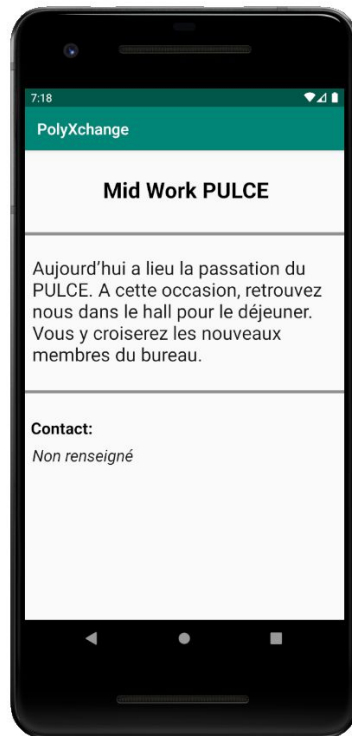 7:18
PolyXchange
Mid Work PULCE
Aujourd'hui a lieu la passation du
PULCE. A cette occasion, retrouvez
nous dans le hall pour le déjeuner.
Vous y croiserez les nouveaux
membres du bureau.
Contact:
Non renseigné